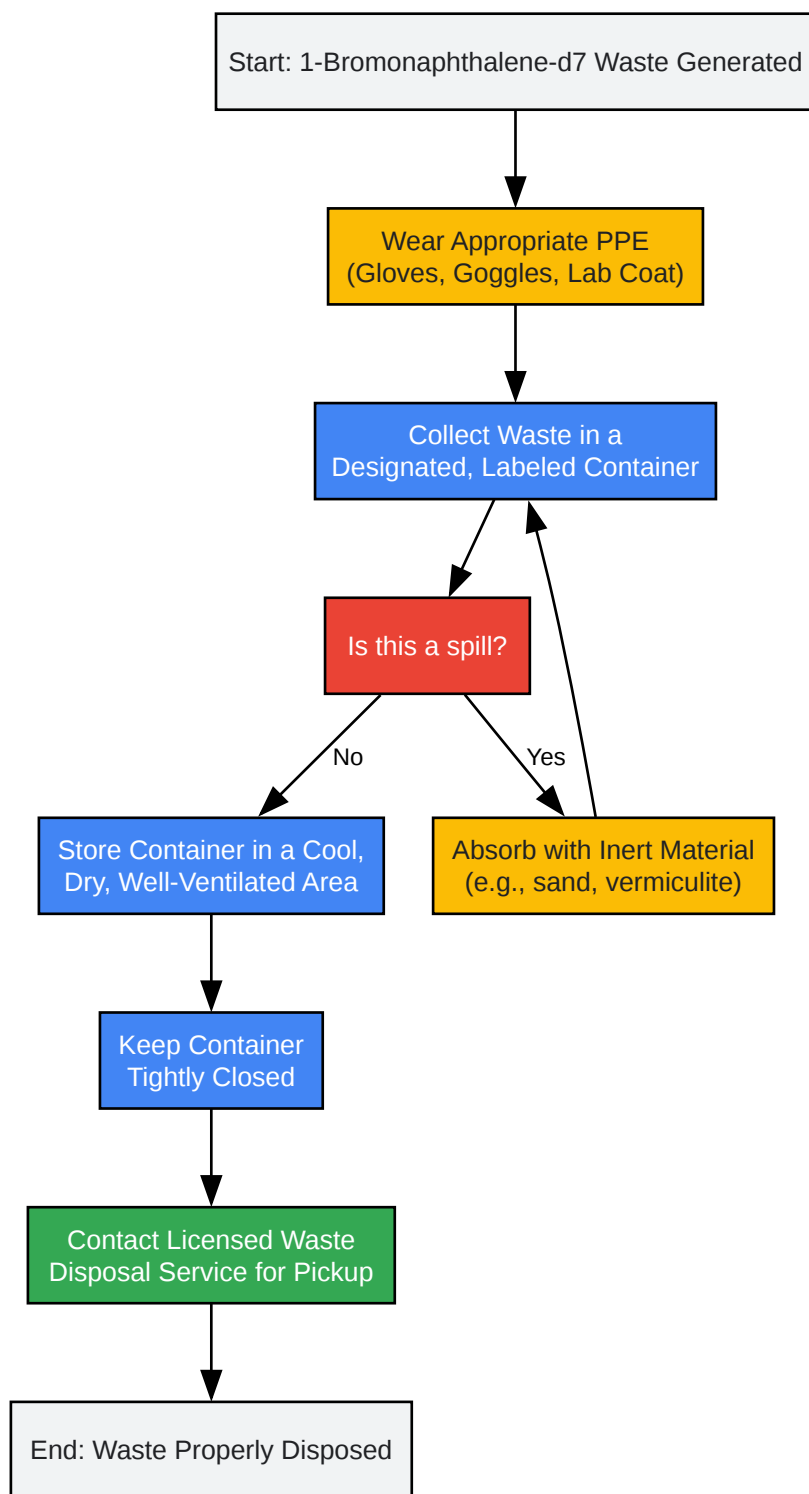 Start: 1-Bromonaphthalene-d7 Waste Generated
Wear Appropriate PPE
(Gloves, Goggles, Lab Coat)
Collect Waste in a
Designated, Labeled Container
Is this a spill?
No
Yes
Store Container in a Cool,
Dry, Well-Ventilated Area
Absorb with Inert Material
(e.g., sand, vermiculite)
Keep Container
Tightly Closed
Contact Licensed Waste
Disposal Service for Pickup
End: Waste Properly Disposed